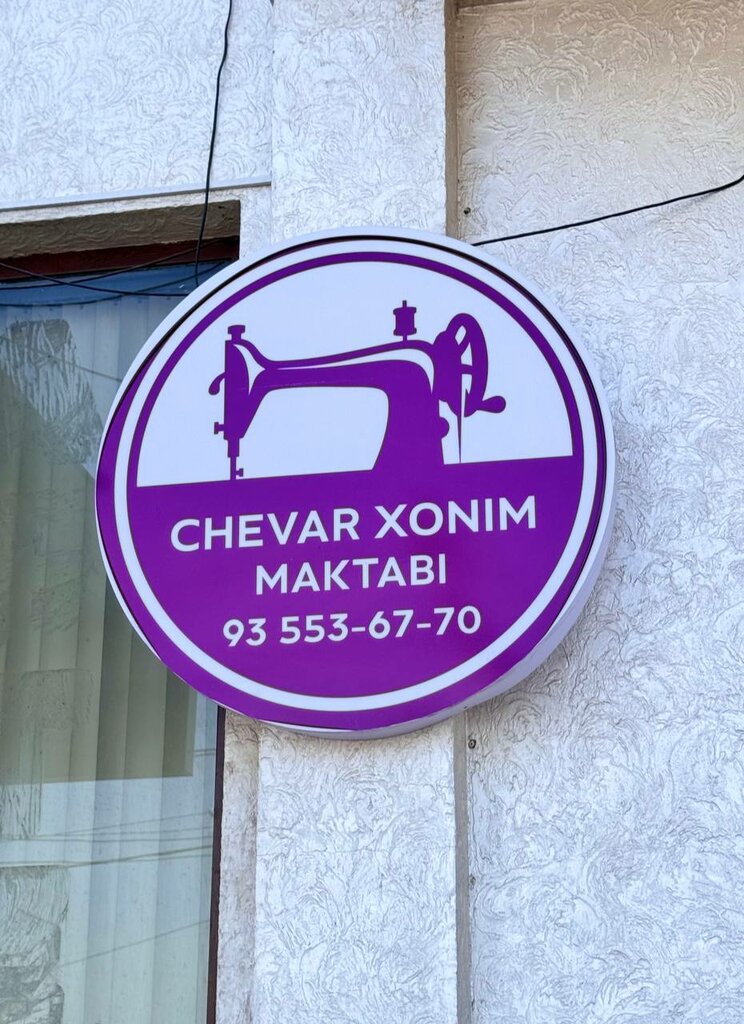 CHEVAR XONIM
MAKTABI
93 553-67-70